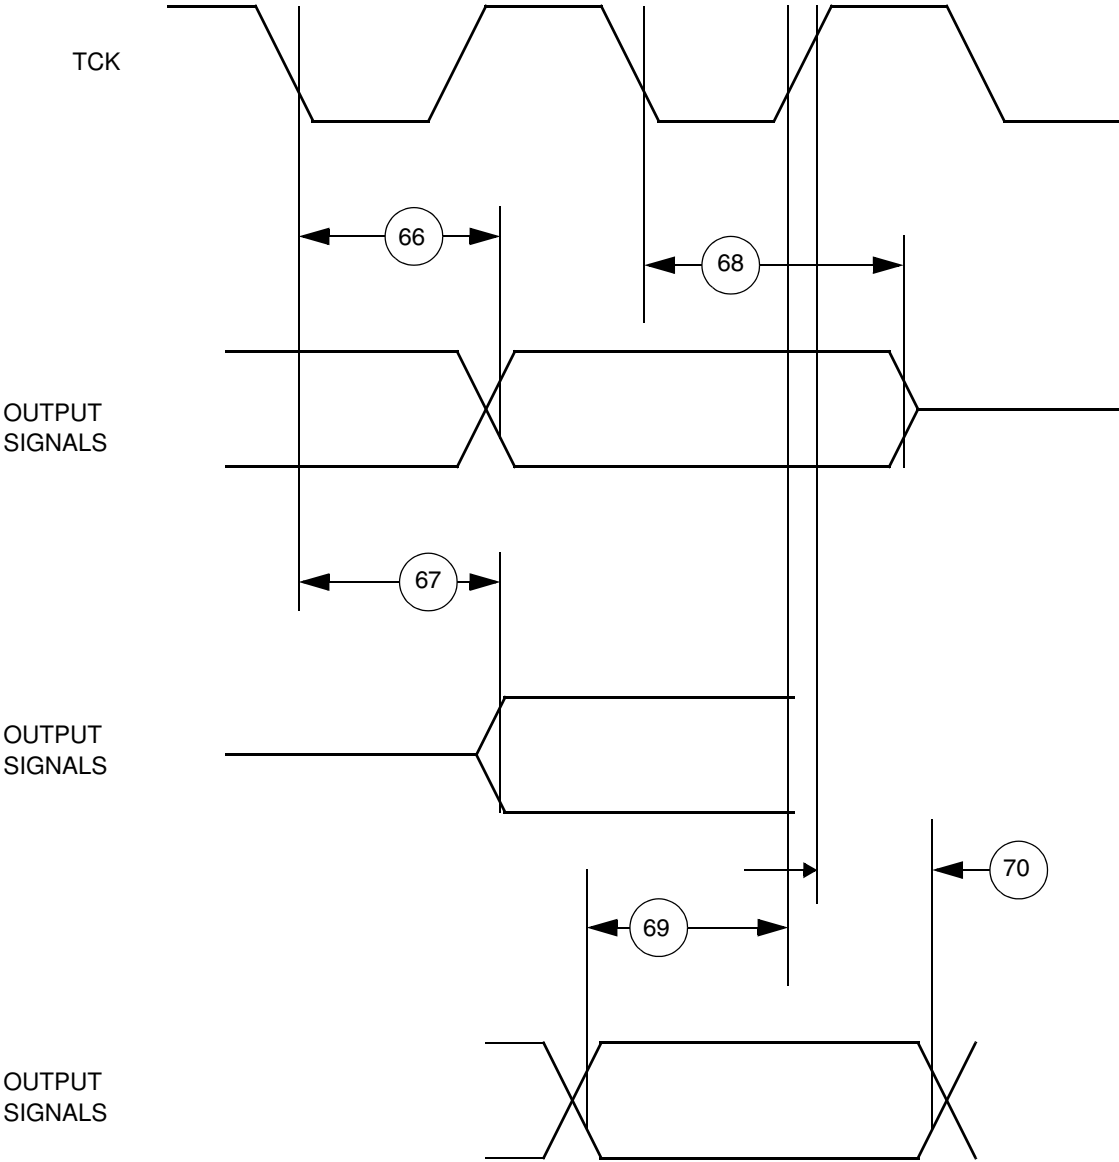 TCK
66
68
OUTPUT
SIGNALS
67
OUTPUT
SIGNALS
70
69
OUTPUT
SIGNALS